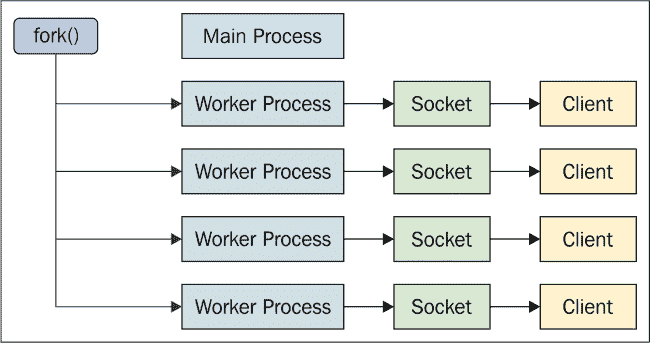 fork()
Main Process
Worker Process
Socket
Client
Worker Process
Socket
Client
Worker Process
Socket
Client
Worker Process
Socket
Client